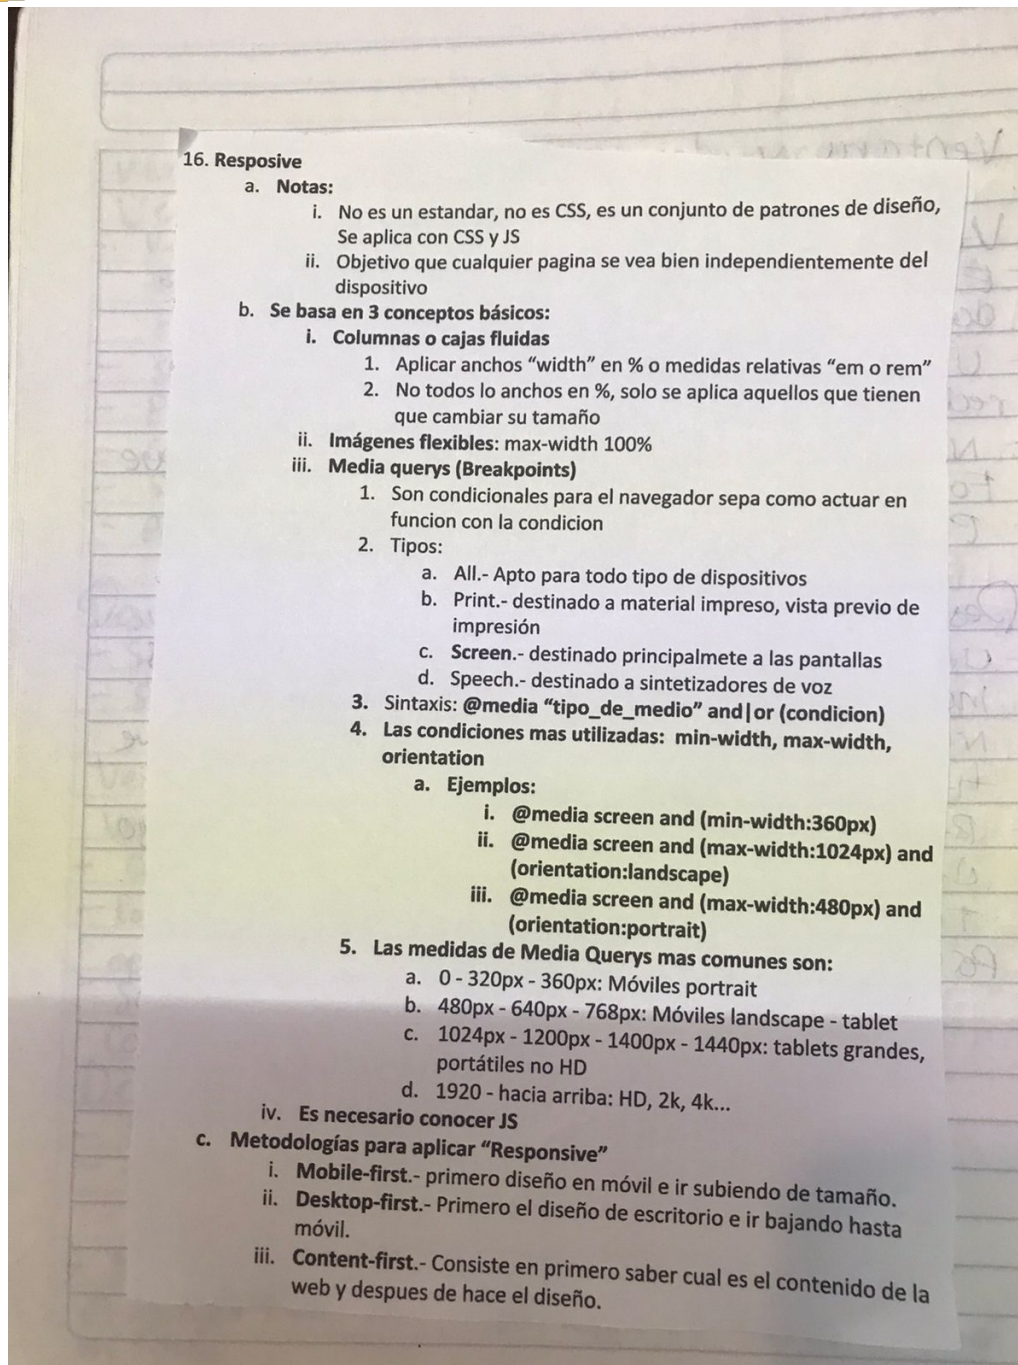 16. Resposive
a. Notas:
i. No es un estandar, no es CSS, es un conjunto de patrones de diseño,
Se aplica con CSS y JS
ii. Objetivo que cualquier pagina se vea bien independientemente del
dispositivo
b. Se basa en 3 conceptos básicos:
i. Columnas o cajas fluidas
1. Aplicar anchos “width” en % o medidas relativas “em o rem”
2. No todos lo anchos en %, solo se aplica aquellos que tienen
que cambiar su tamaño
ii. Imágenes flexibles: max-width 100%
iii. Media querys (Breakpoints)
1. Son condicionales para el navegador sepa como actuar en
funcion con la condicion
2. Tipos:
a. All.- Apto para todo tipo de dispositivos
b. Print.- destinado a material impreso, vista previo de
impresión
c. Screen.- destinado principalmete a las pantallas
d. Speech.- destinado a sintetizadores de voz
3. Sintaxis: @media “tipo_de_medio” and|or (condicion)
4. Las condiciones mas utilizadas: min-width, max-width,
orientation
a. Ejemplos:
i. @media screen and (min-width:360px)
ii. @media screen and (max-width:1024px) and
(orientation:landscape)
iii. @media screen and (max-width:480px) and
(orientation:portrait)
5. Las medidas de Media Querys mas comunes son:
a. 0 - 320px - 360px: Móviles portrait
b. 480px - 640px - 768px: Móviles landscape - tablet
c. 1024px - 1200px - 1400px - 1440px: tablets grandes,
portátiles no HD
d. 1920 - hacia arriba: HD, 2k, 4k...
iv. Es necesario conocer JS
c. Metodologías para aplicar “Responsive”
i. Mobile-first.- primero diseño en móvil e ir subiendo de tamaño.
ii. Desktop-first.- Primero el diseño de escritorio e ir bajando hasta
móvil.
iii. Content-first.- Consiste en primero saber cual es el contenido de la
web y despues de hace el diseño.